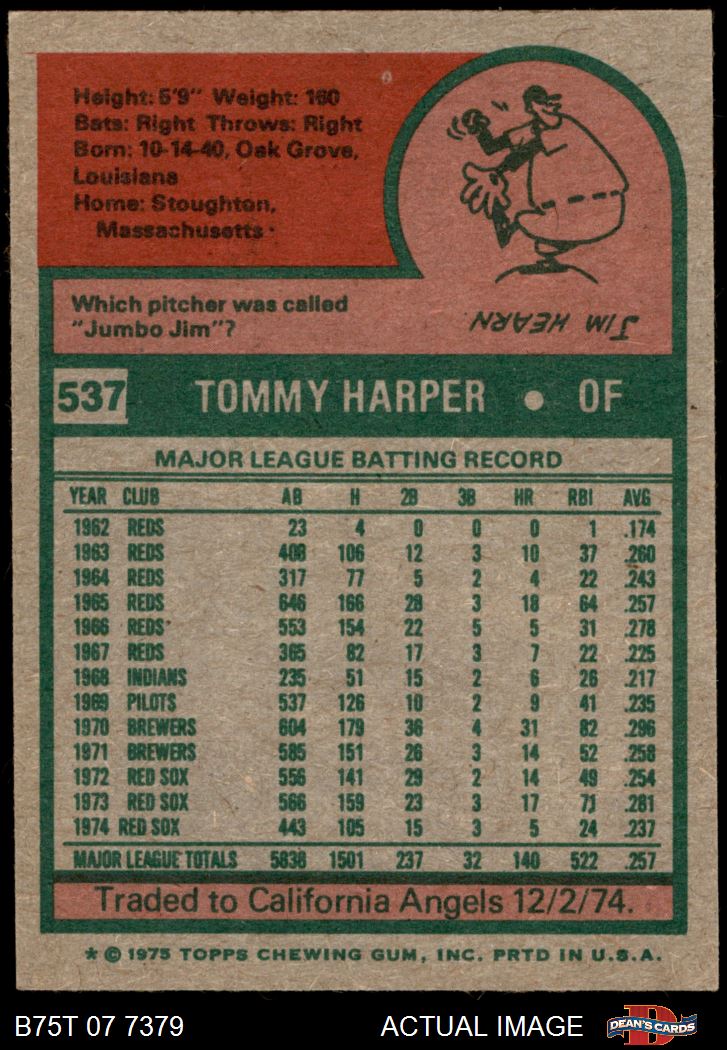 Height: 5'9" Weight: 160
Bats: Right Throws: Right
Born: 10-14-40, Oak Grove,
Louisiana
Home: Stoughton,
Massachusetts
Which pitcher was called
"Jumbo Jim"?
JIM HEARN
537 TOMMY HARPER • OF
MAJOR LEAGUE BATTING RECORD
YEAR CLUB AB H 2B 3B HR RBI AVG
1962 REDS 23 4 0 0 0 1 .174
1963 REDS 408 106 12 3 10 37 .260
1964 REDS 317 77 5 2 4 22 .243
1965 REDS 646 166 28 3 18 64 .257
1966 REDS 553 154 22 5 5 31 .278
1967 REDS 365 82 17 3 7 22 .225
1968 INDIANS 235 51 15 2 6 26 .217
1969 PILOTS 537 126 10 2 9 41 .235
1970 BREWERS 604 179 36 4 31 82 .296
1971 BREWERS 585 151 26 3 14 52 .258
1972 RED SOX 556 141 29 2 14 49 .254
1973 RED SOX 566 159 23 3 17 71 .281
1974 RED SOX 443 105 15 3 5 24 .237
MAJOR LEAGUE TOTALS 5838 1501 237 32 140 522 .257
Traded to California Angels 12/2/74.
* © 1975 TOPPS CHEWING GUM, INC. PRTD IN U.S.A.
B75T 07 7379 ACTUAL IMAGE D DEAN'S CARDS